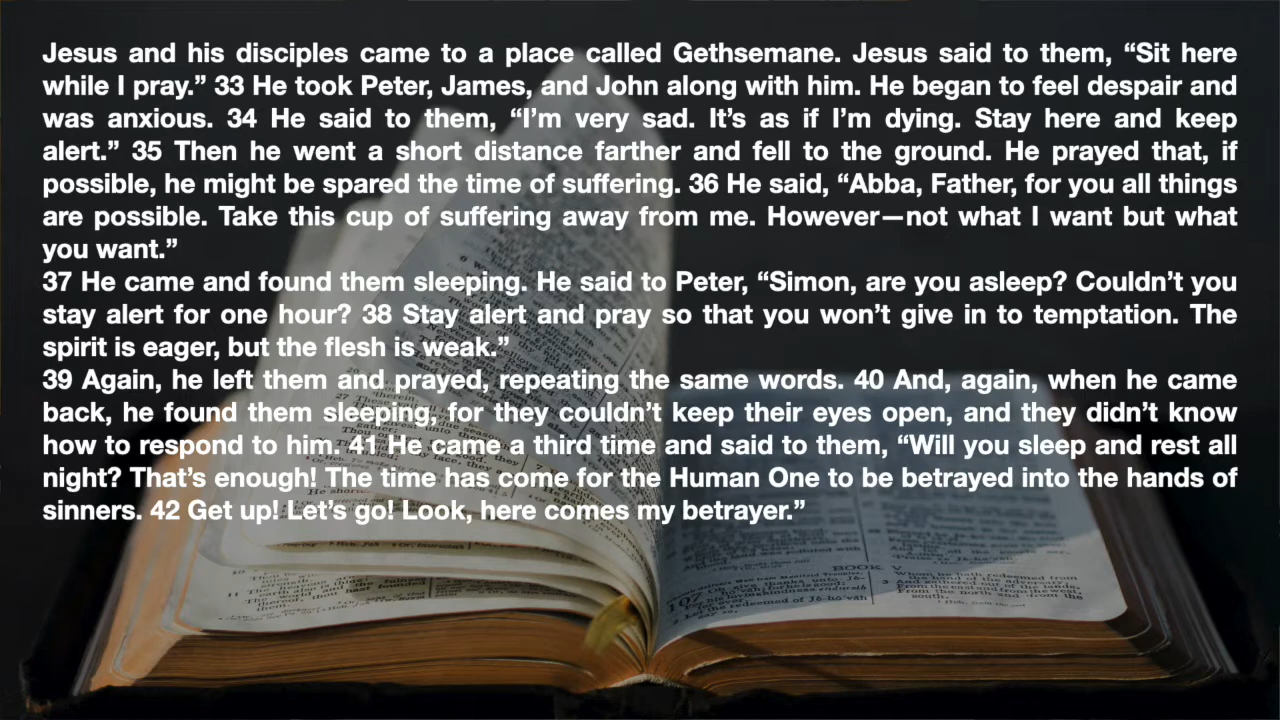 Jesus and his disciples came to a place called Gethsemane. Jesus said to them, “Sit here
while I pray.” 33 He took Peter, James, and John along with him. He began to feel despair and
was anxious. 34 He said to them, “I’m very sad. It’s as if I’m dying. Stay here and keep
alert.” 35 Then he went a short distance farther and fell to the ground. He prayed that, if
possible, he might be spared the time of suffering. 36 He said, “Abba, Father, for you all things
are possible. Take this cup of suffering away from me. However—not what I want but what
you want.”
37 He came and found them sleeping. He said to Peter, “Simon, are you asleep? Couldn’t you
stay alert for one hour? 38 Stay alert and pray so that you won’t give in to temptation. The
spirit is eager, but the flesh is weak.”
39 Again, he left them and prayed, repeating the same words. 40 And, again, when he came
back, he found them sleeping, for they couldn’t keep their eyes open, and they didn’t know
how to respond to him. 41 He came a third time and said to them, “Will you sleep and rest all
night? That’s enough! The time has come for the Human One to be betrayed into the hands of
sinners. 42 Get up! Let’s go! Look, here comes my betrayer.”
BOOK V
107